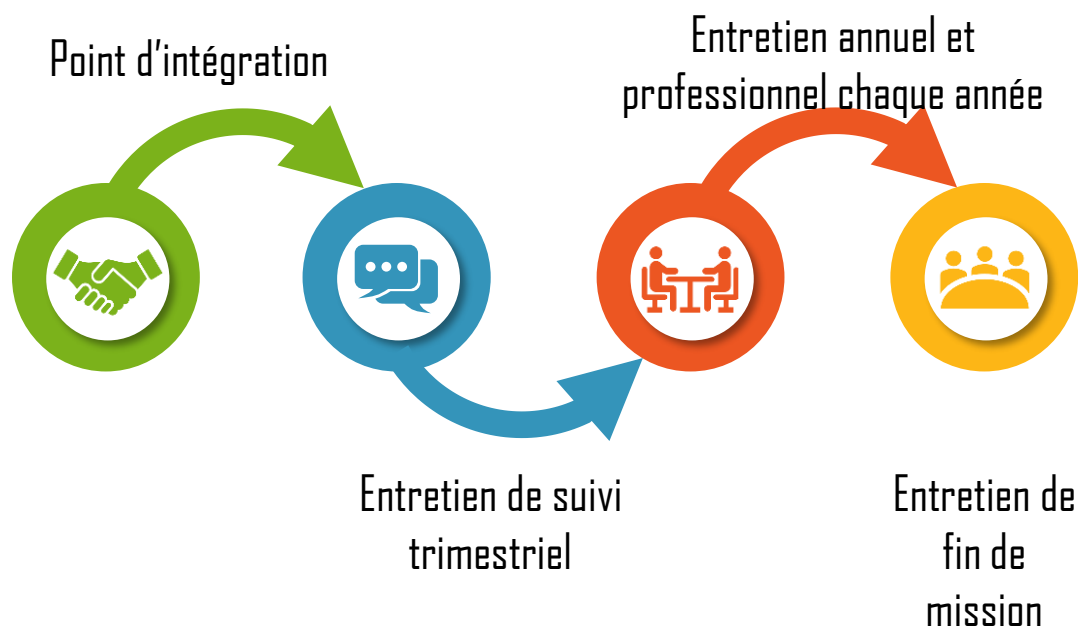 Point d'intégration
Entretien de suivi
trimestriel
Entretien annuel et
professionnel chaque année
Entretien de
fin de
mission